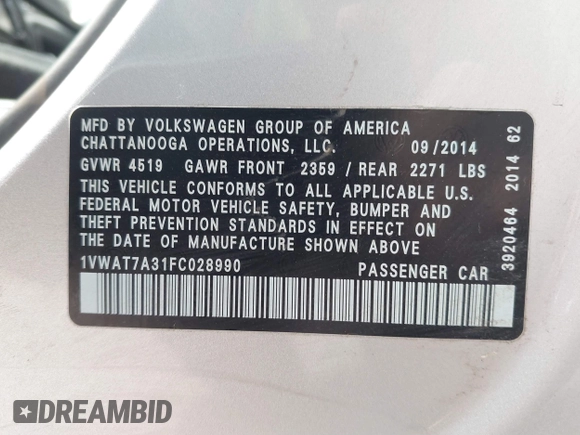 MFD BY VOLKSWAGEN GROUP OF AMERICA
CHATTANOOGA OPERATIONS, LLC. 09/2014
GVWR 4519 GAWR FRONT 2359 / REAR 2271 LBS
THIS VEHICLE CONFORMS TO ALL APPLICABLE U.S.
FEDERAL MOTOR VEHICLE SAFETY, BUMPER AND
THEFT PREVENTION STANDARDS IN EFFECT ON
THE DATE OF MANUFACTURE SHOWN ABOVE
1VWAT7A31FC028990 PASSENGER CAR
3920464 2014 62
DREAMBID